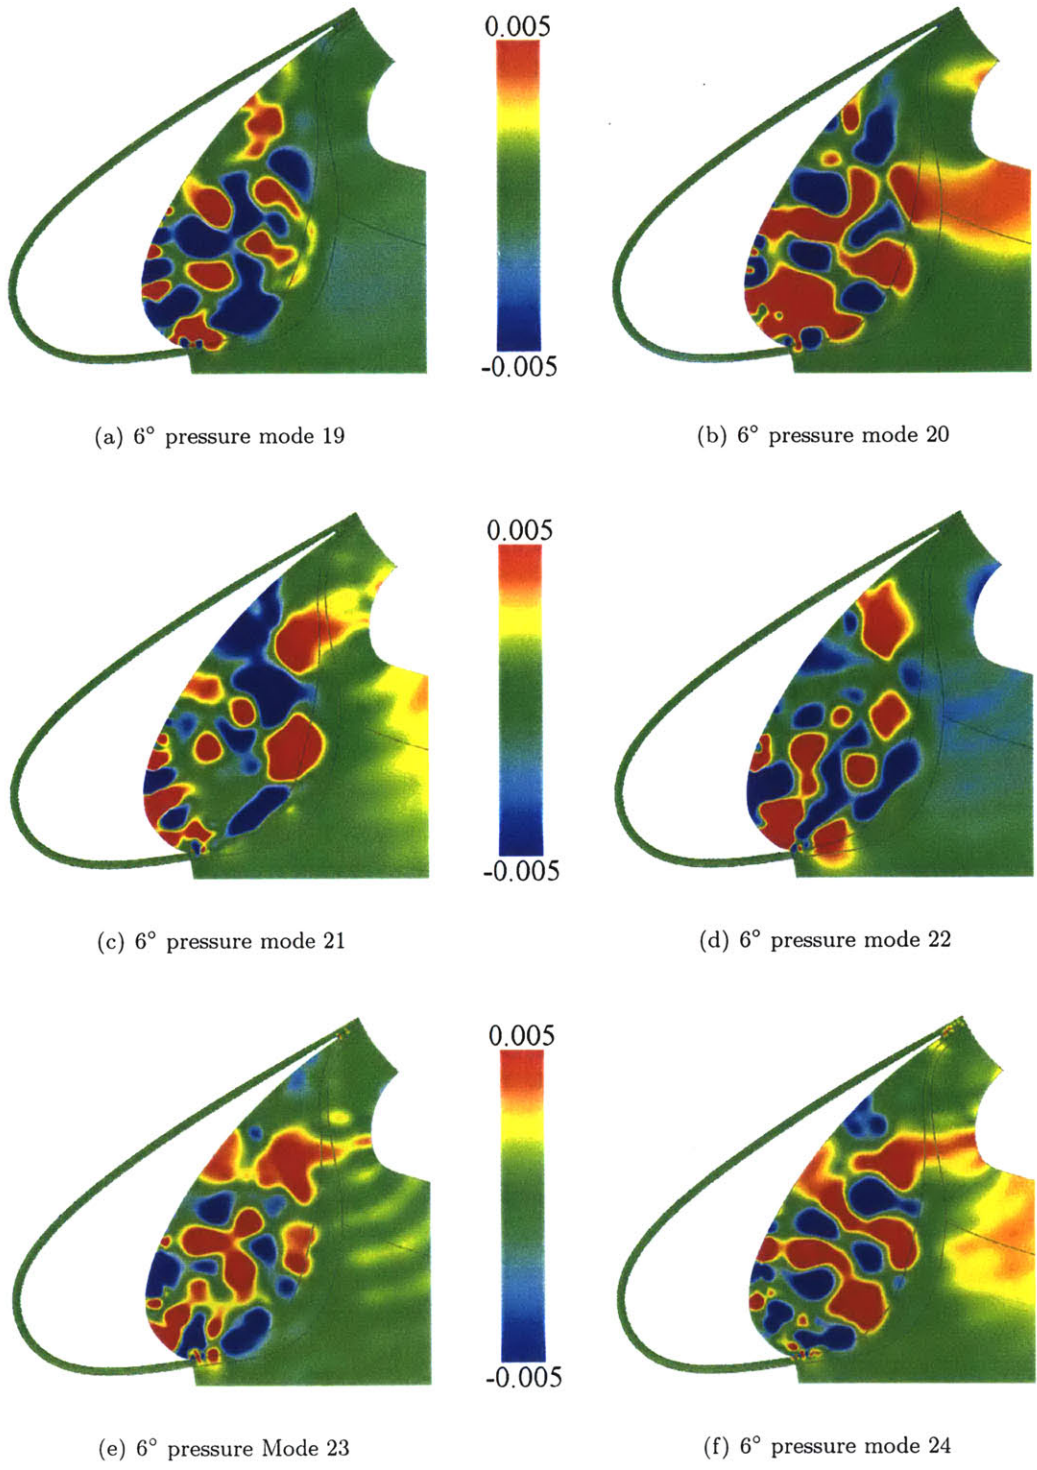 0.005
-0.005
(a) 6° pressure mode 19
(b) 6° pressure mode 20
0.005
-0.005
(c) 6° pressure mode 21
(d) 6° pressure mode 22
0.005
-0.005
(e) 6° pressure Mode 23
(f) 6° pressure mode 24